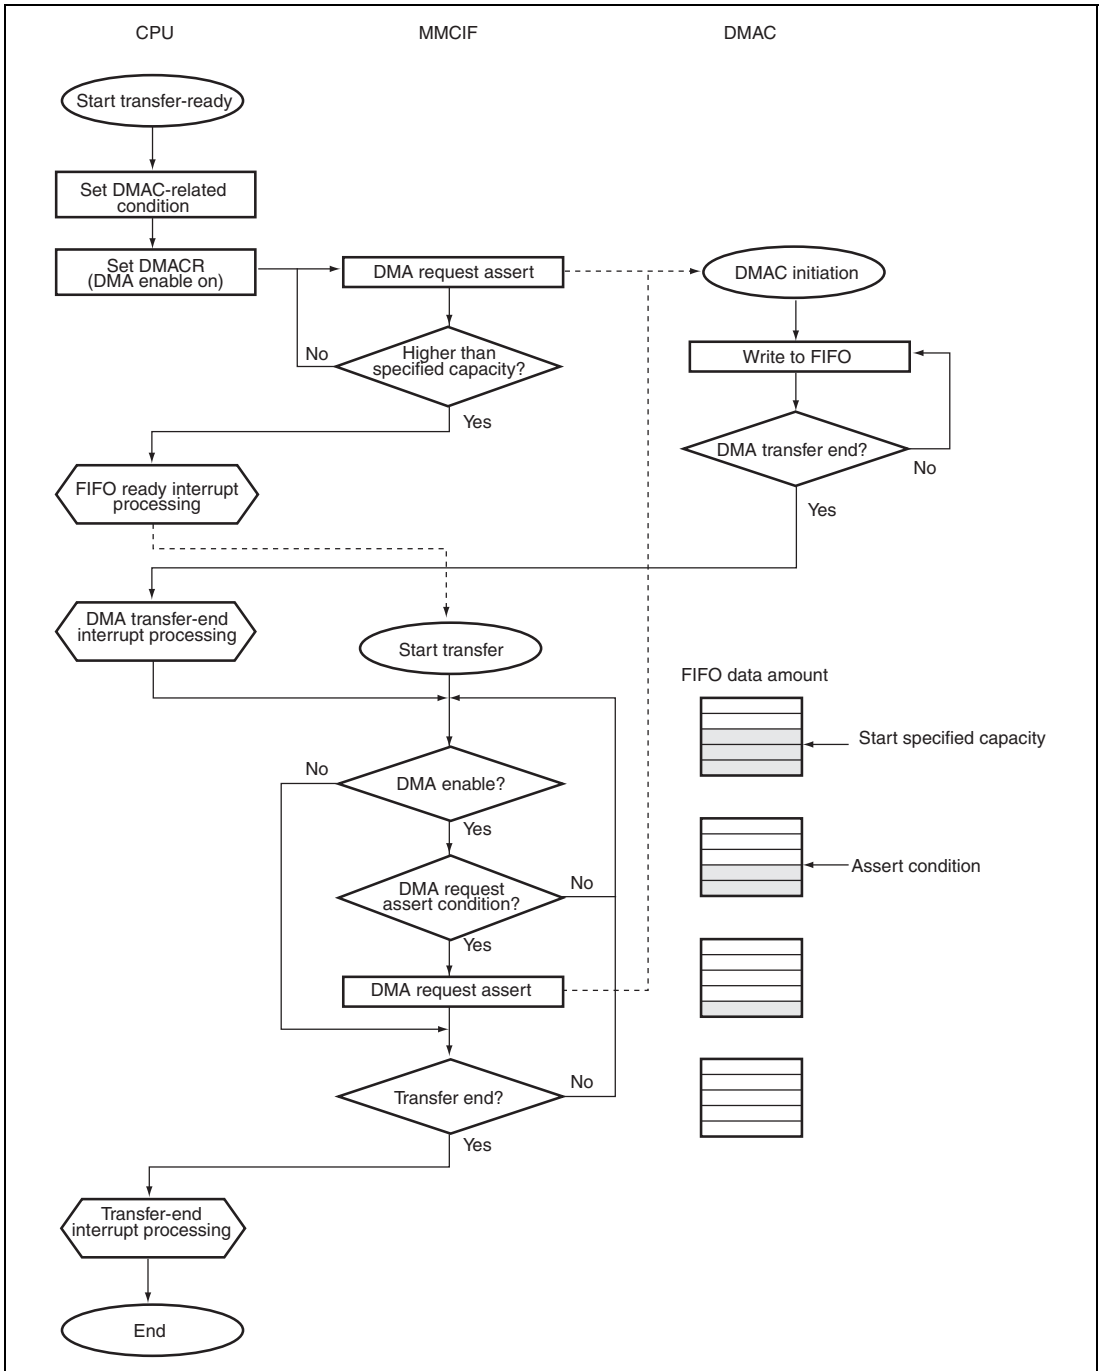 CPU
MMCIF
DMAC
Start transfer-ready
Set DMAC-related
condition
Set DMACR
(DMA enable on)
DMA request assert
DMAC initiation
No
Higher than
specified capacity?
Yes
Write to FIFO
DMA transfer end?
No
Yes
FIFO ready interrupt
processing
DMA transfer-end
interrupt processing
Start transfer
FIFO data amount
Start specified capacity
No
DMA enable?
Yes
Assert condition
DMA request
assert condition?
No
Yes
DMA request assert
Transfer end?
No
Yes
Transfer-end
interrupt processing
End